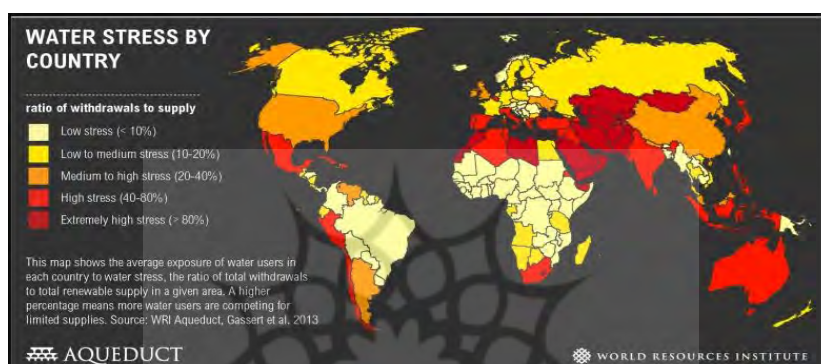 WATER STRESS BY
COUNTRY
ratio of withdrawals to supply
Low stress (< 10%)
Low to medium stress (10-20%)
Medium to high stress (20-40%)
High stress (40-80%)
Extremely high stress (> 80%)
This map shows the average exposure of water users in
each country to water stress, the ratio of total withdrawals
to total renewable supply in a given area. A higher
percentage means more water users are competing for
limited supplies. Source: WRI Aqueduct, Gassert et al. 2013
AQUEDUCT
WORLD RESOURCES INSTITUTE